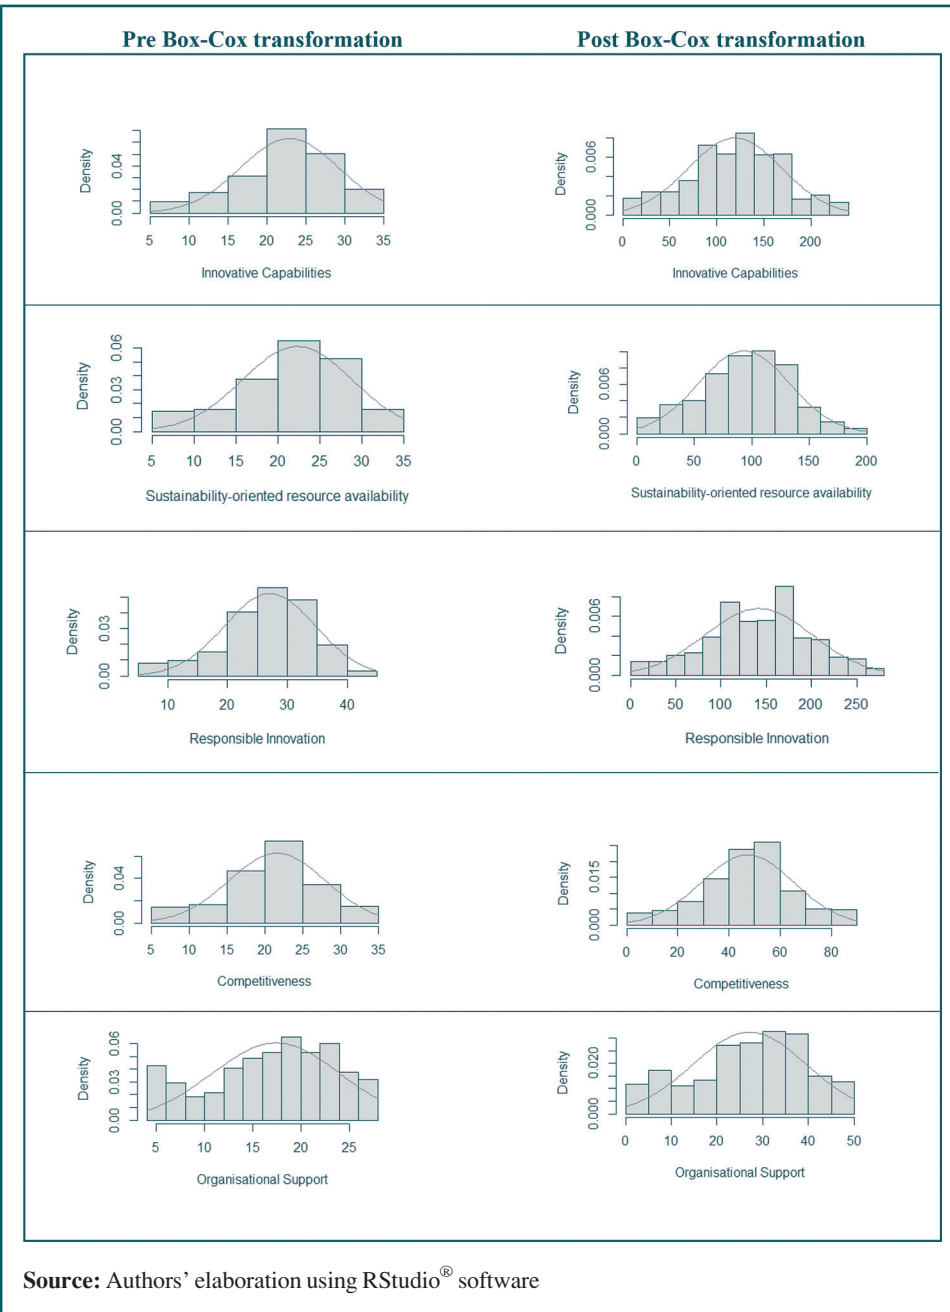 Pre Box-Cox transformation Post Box-Cox transformation
Density
0.00 0.04
5 10 15 20 25 30 35
Innovative Capabilities
Density
0.000 0.006
0 50 100 150 200
Innovative Capabilities
Density
0.00 0.03 0.06
5 10 15 20 25 30 35
Sustainability-oriented resource availability
Density
0.000 0.006
0 50 100 150 200
Sustainability-oriented resource availability
Density
0.00 0.03
10 20 30 40
Responsible Innovation
Density
0.000 0.006
0 50 100 150 200 250
Responsible Innovation
Density
0.00 0.04
5 10 15 20 25 30 35
Competitiveness
Density
0.000 0.015
0 20 40 60 80
Competitiveness
Density
0.00 0.03 0.06
5 10 15 20 25
Organisational Support
Density
0.000 0.020
0 10 20 30 40 50
Organisational Support
Source: Authors' elaboration using RStudio® software